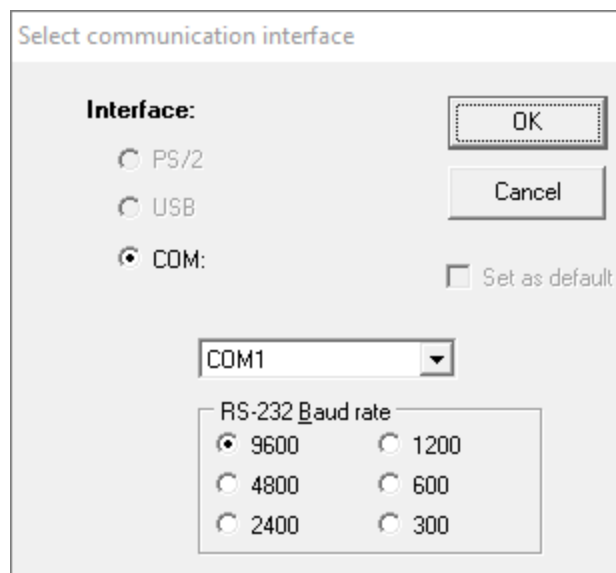 Select communication interface
Interface:
OK
PS/2
Cancel
USB
COM:
Set as default
COM1
RS-232 Baud rate
9600 1200
4800 600
2400 300